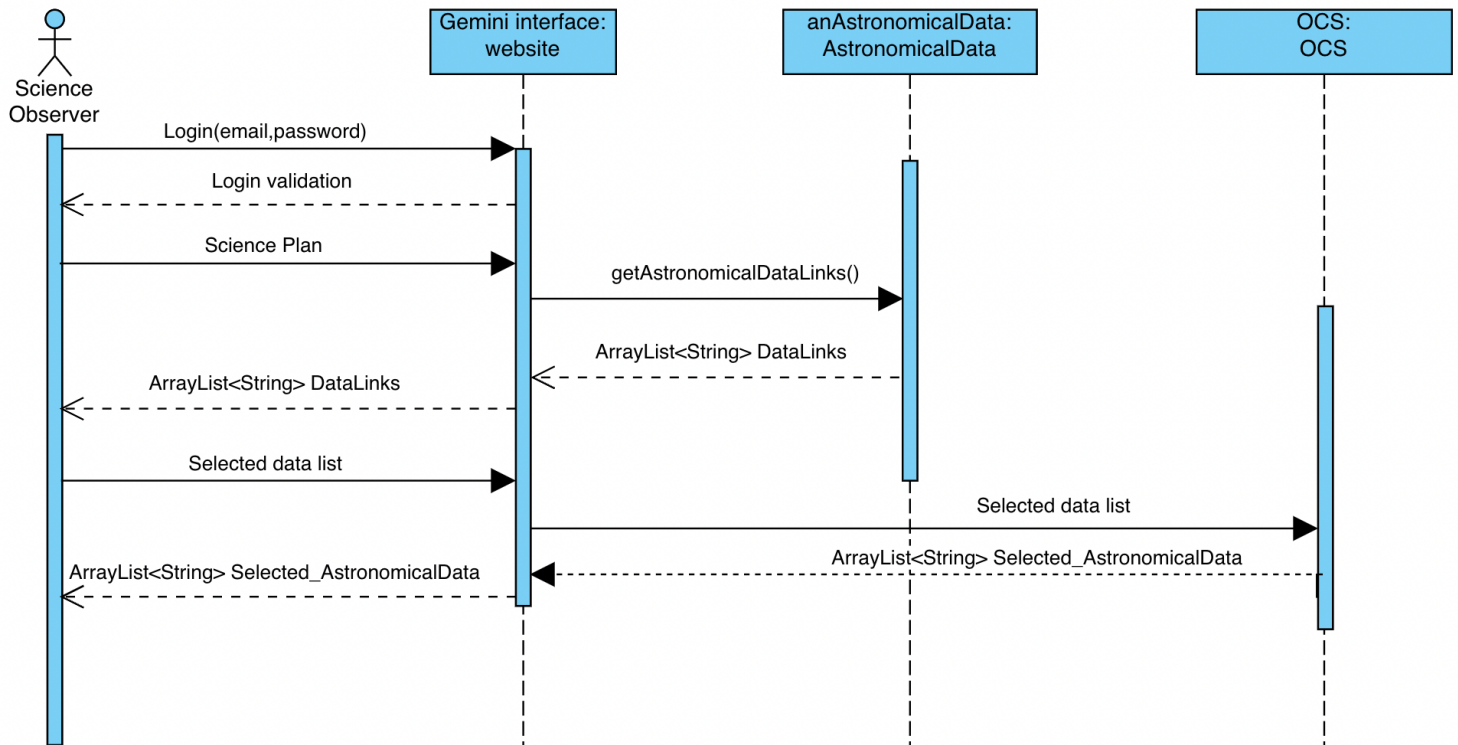 Gemini interface:
website
anAstronomicalData:
AstronomicalData
OCS:
OCS
Science
Observer
Login(email,password)
Login validation
Science Plan
getAstronomicalDataLinks()
ArrayList<String> DataLinks
ArrayList<String> DataLinks
Selected data list
Selected data list
ArrayList<String> Selected_AstronomicalData
ArrayList<String> Selected_AstronomicalData